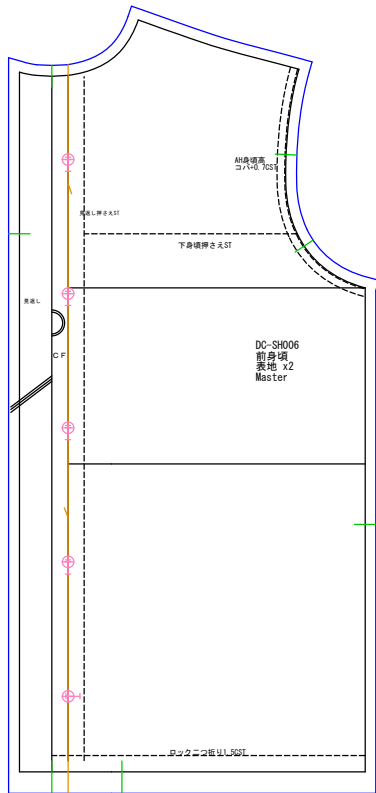 AH身頃高
コバ+0.7CST
見返し押さえST
下身頃押さえST
見返し
CF
DC-SH006
前身頃
表地 x2
Master
ロック二つ折り1.5CST